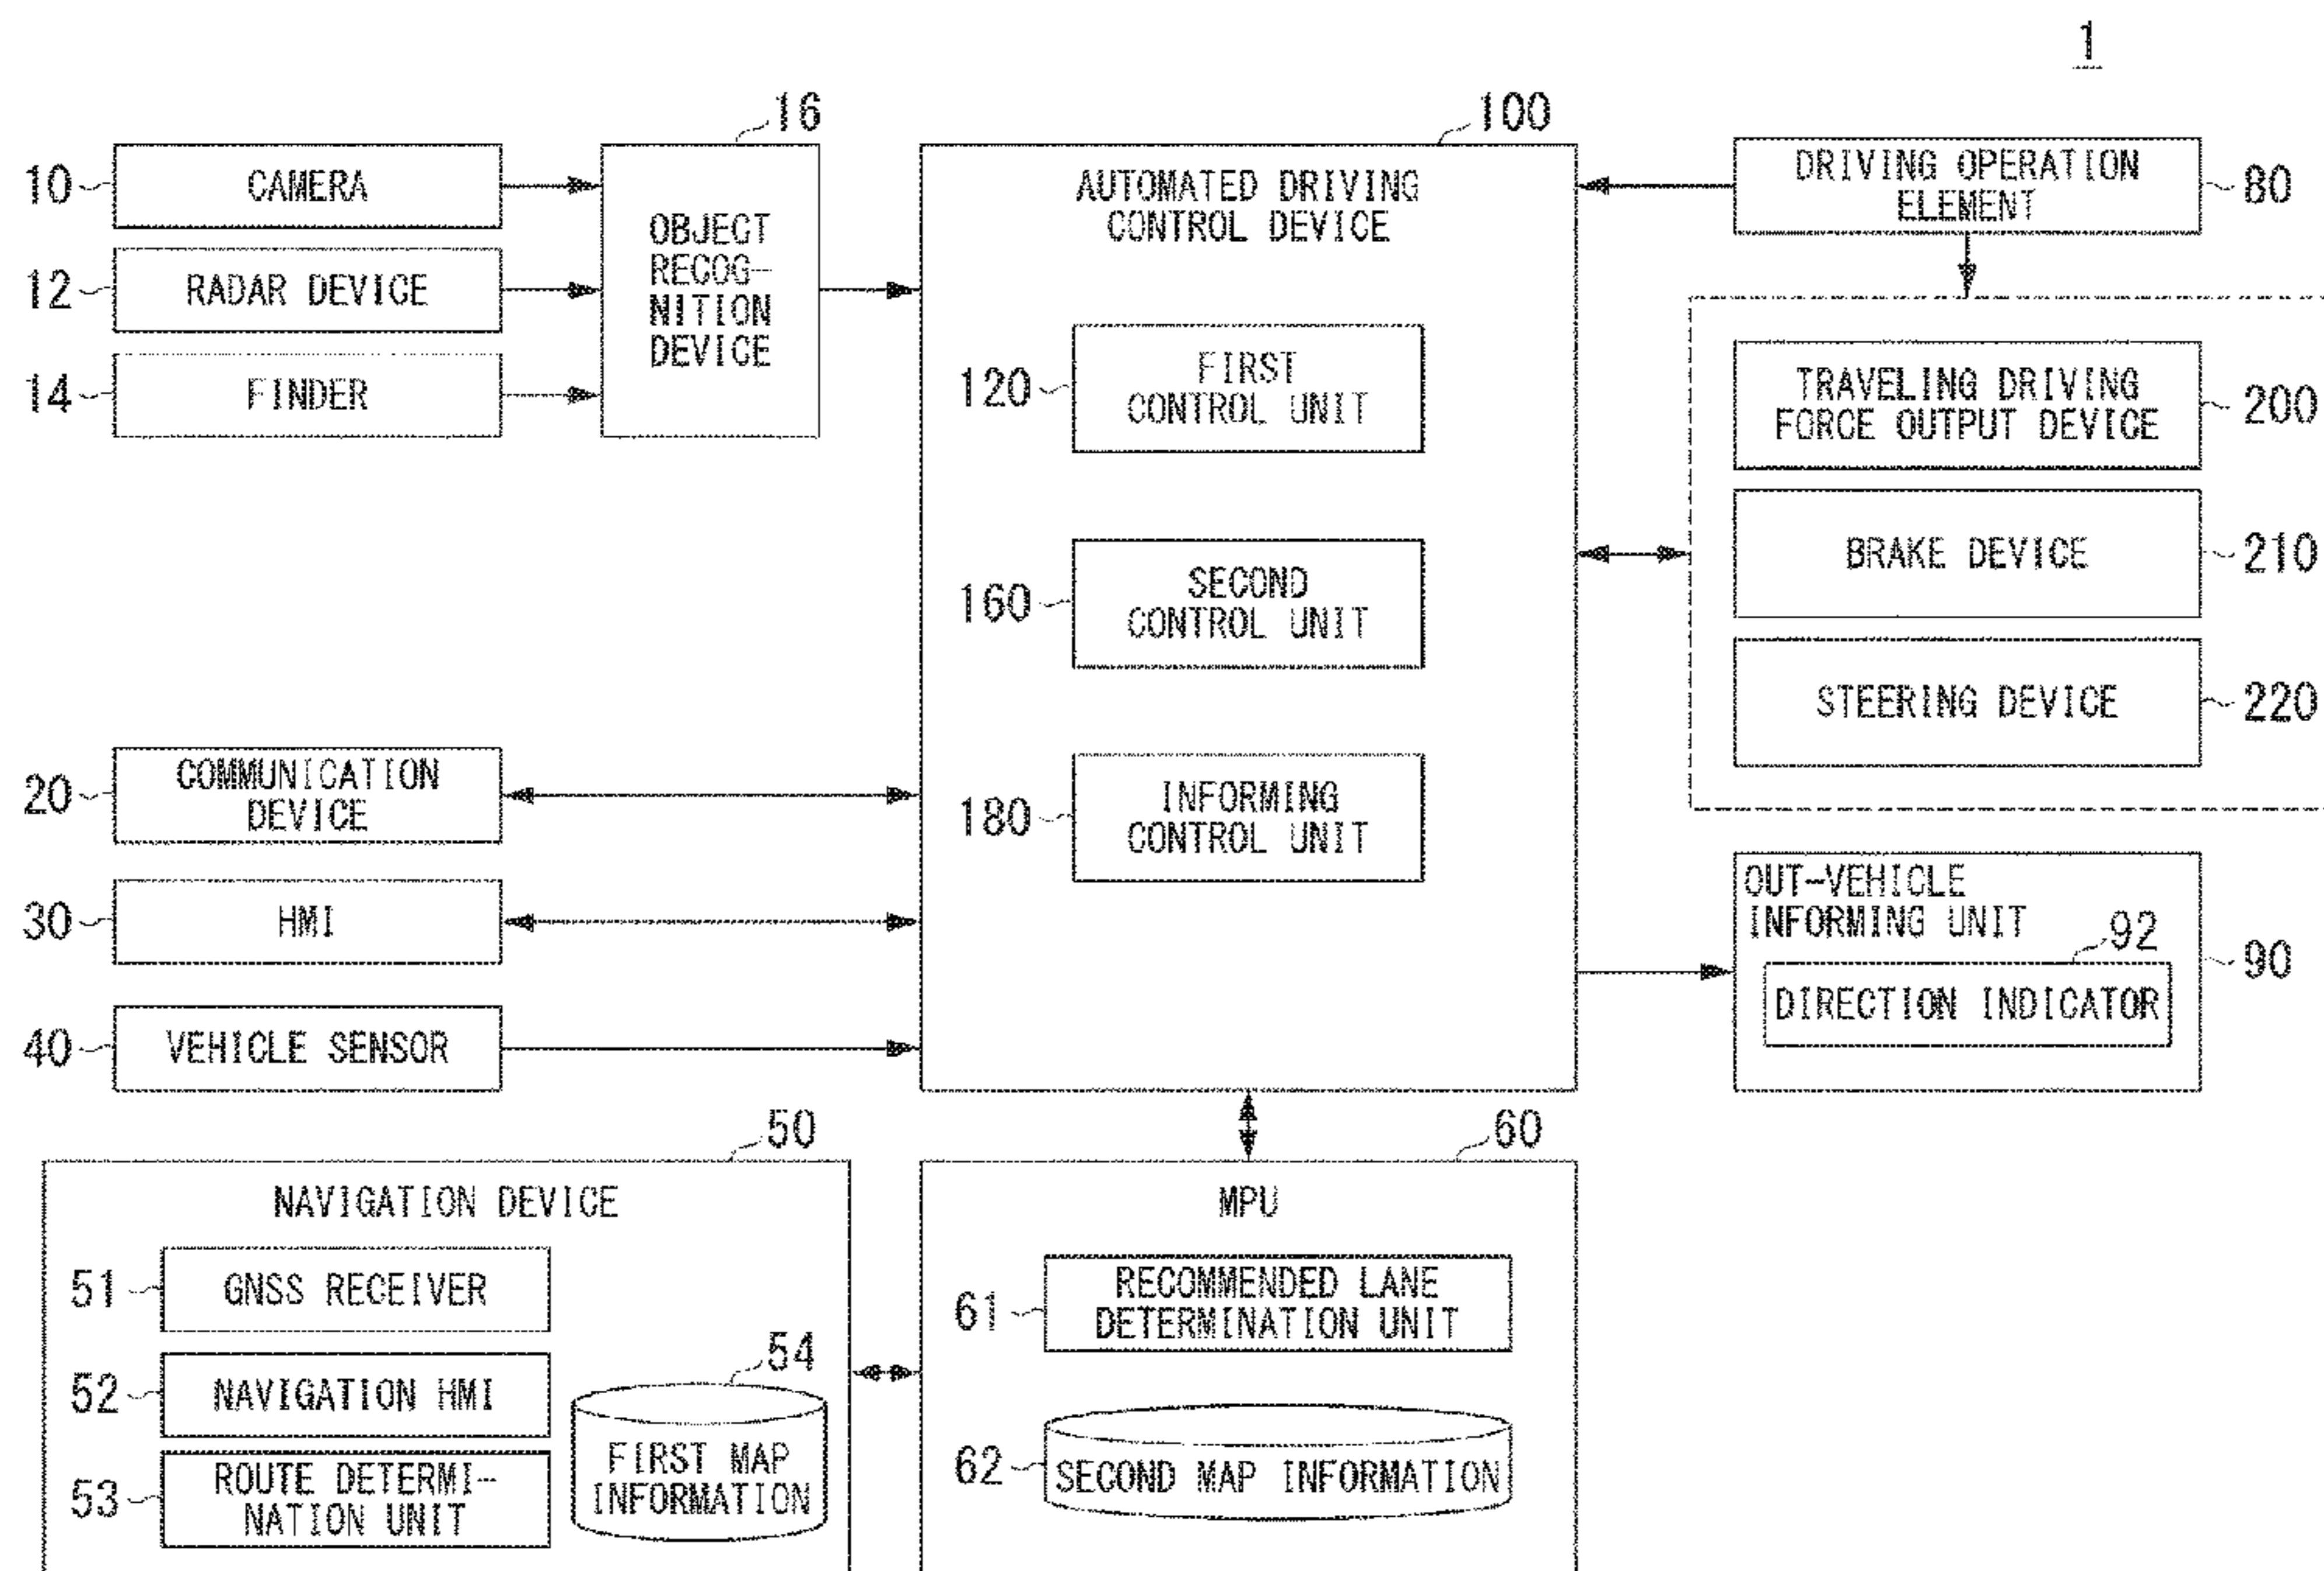 1
16
100
10
CAMERA
12
RADAR DEVICE
14
FINDER
OBJECT
RECOG-
NITION
DEVICE
AUTOMATED DRIVING
CONTROL DEVICE
120
FIRST
CONTROL UNIT
160
SECOND
CONTROL UNIT
180
INFORMING
CONTROL UNIT
DRIVING OPERATION
ELEMENT
80
TRAVELING DRIVING
FORCE OUTPUT DEVICE
200
BRAKE DEVICE
210
STEERING DEVICE
220
20
COMMUNICATION
DEVICE
30
HMI
40
VEHICLE SENSOR
OUT-VEHICLE
INFORMING UNIT
92
90
DIRECTION INDICATOR
50
NAVIGATION DEVICE
51
GNSS RECEIVER
52
NAVIGATION HMI
53
ROUTE DETERMI-
NATION UNIT
54
FIRST MAP
INFORMATION
60
MPU
61
RECOMMENDED LANE
DETERMINATION UNIT
62
SECOND MAP INFORMATION